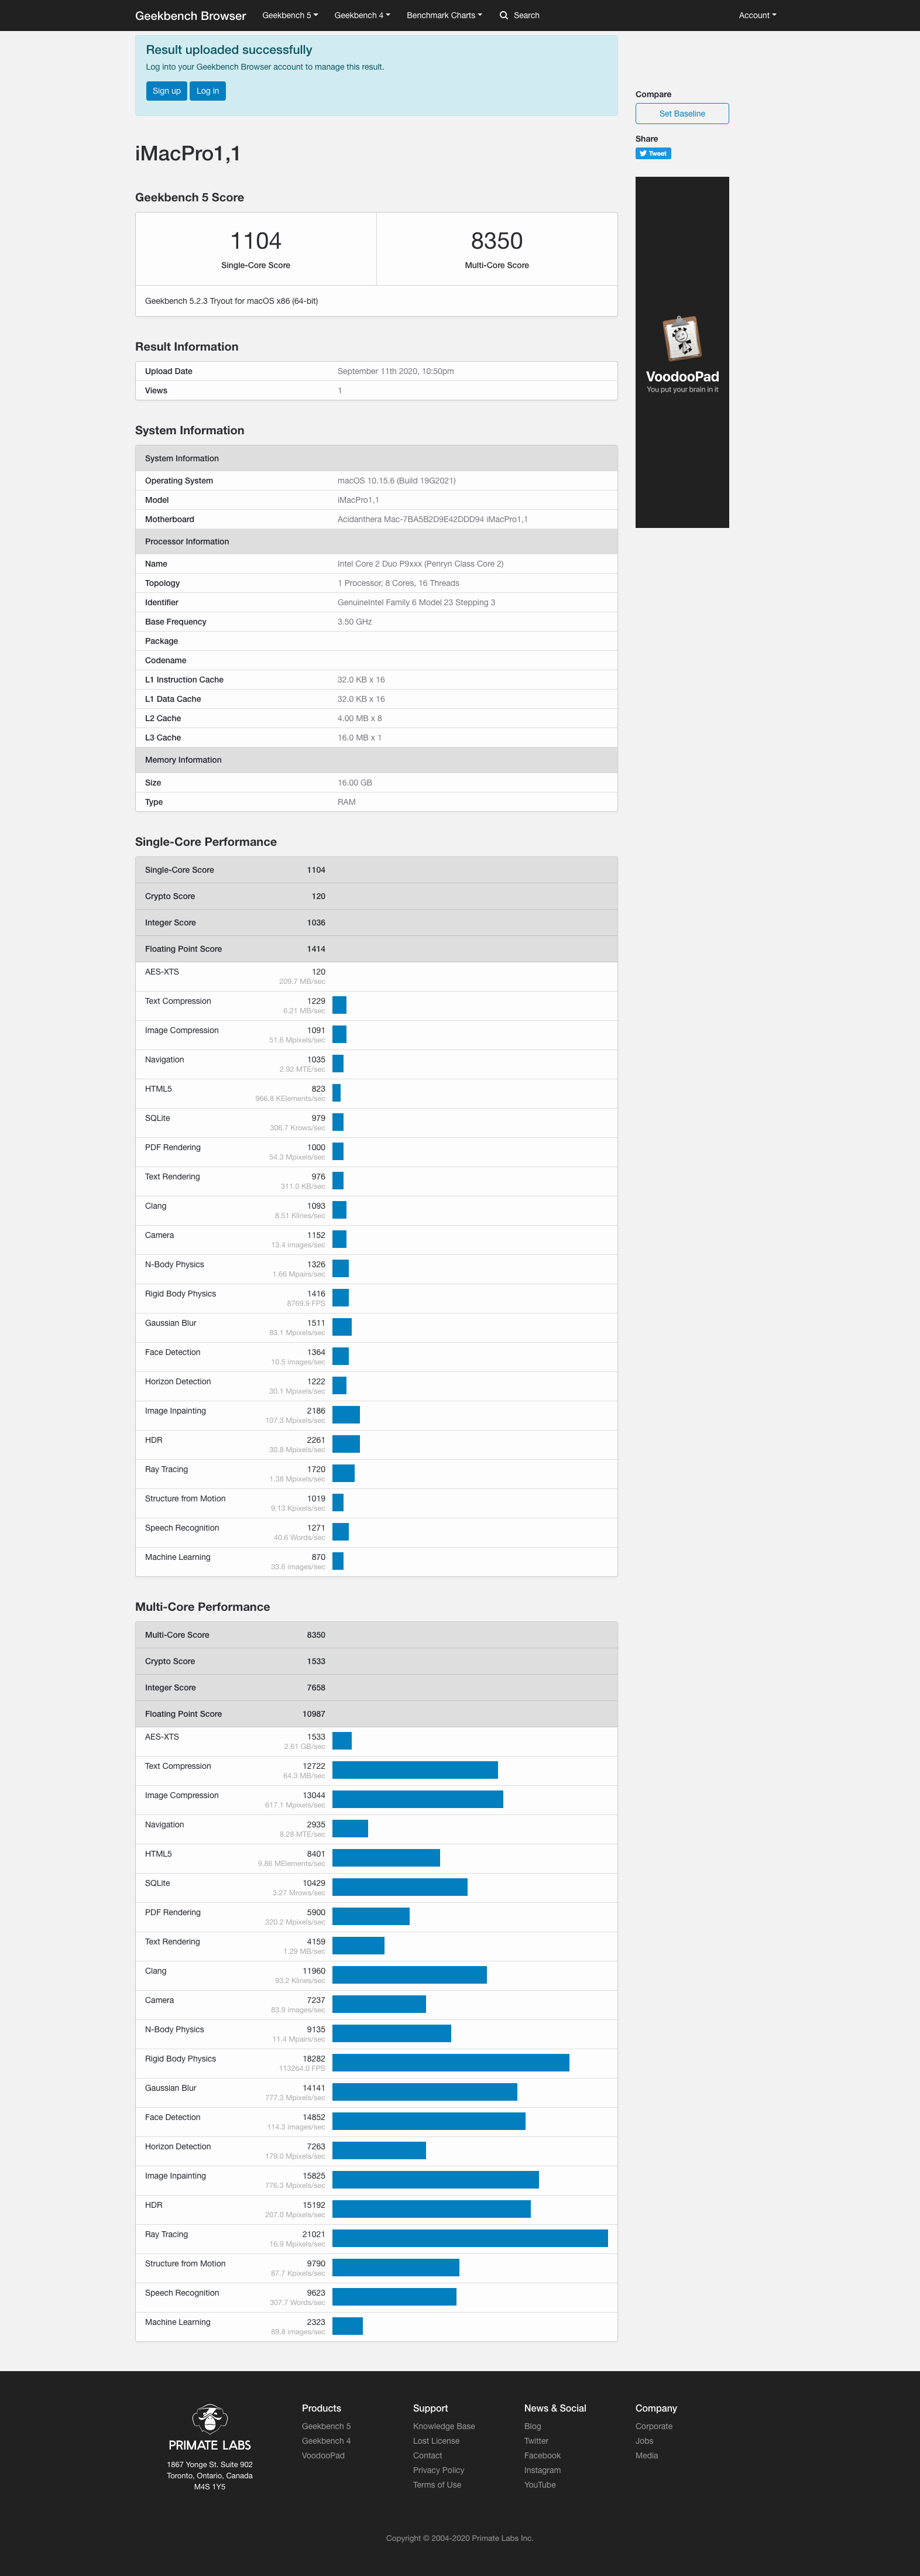 Geekbench Browser Geekbench 5 Geekbench 4 Benchmark Charts Search Account
Result uploaded successfully
Log into your Geekbench Browser account to manage this result.
Sign up Log in
Compare
Set Baseline
Share
Tweet
VoodooPad
You put your brain in it
iMacPro1,1
Geekbench 5 Score
1104 8350
Single-Core Score Multi-Core Score
Geekbench 5.2.3 Tryout for macOS x86 (64-bit)
Result Information
Upload Date September 11th 2020, 10:50pm
Views 1
System Information
System Information
Operating System macOS 10.15.6 (Build 19G2021)
Model iMacPro1,1
Motherboard Acidanthera Mac-7BA5B2D9E42DDD94 iMacPro1,1
Processor Information
Name Intel Core 2 Duo P9xxx (Penryn Class Core 2)
Topology 1 Processor, 8 Cores, 16 Threads
Identifier GenuineIntel Family 6 Model 23 Stepping 3
Base Frequency 3.50 GHz
Package
Codename
L1 Instruction Cache 32.0 KB x 16
L1 Data Cache 32.0 KB x 16
L2 Cache 4.00 MB x 8
L3 Cache 16.0 MB x 1
Memory Information
Size 16.00 GB
Type RAM
Single-Core Performance
Single-Core Score 1104
Crypto Score 120
Integer Score 1036
Floating Point Score 1414
AES-XTS 120
209.7 MB/sec
Text Compression 1229
6.21 MB/sec
Image Compression 1091
51.6 Mpixels/sec
Navigation 1035
2.92 MTE/sec
HTML5 823
966.8 KElements/sec
SQLite 979
306.7 Krows/sec
PDF Rendering 1000
54.3 Mpixels/sec
Text Rendering 976
311.0 KB/sec
Clang 1093
8.51 Klines/sec
Camera 1152
13.4 images/sec
N-Body Physics 1326
1.66 Mpairs/sec
Rigid Body Physics 1416
8769.9 FPS
Gaussian Blur 1511
83.1 Mpixels/sec
Face Detection 1364
10.5 images/sec
Horizon Detection 1222
30.1 Mpixels/sec
Image Inpainting 2186
107.3 Mpixels/sec
HDR 2261
30.8 Mpixels/sec
Ray Tracing 1720
1.38 Mpixels/sec
Structure from Motion 1019
9.13 Kpixels/sec
Speech Recognition 1271
40.6 Words/sec
Machine Learning 870
33.6 images/sec
Multi-Core Performance
Multi-Core Score 8350
Crypto Score 1533
Integer Score 7658
Floating Point Score 10987
AES-XTS 1533
2.61 GB/sec
Text Compression 12722
64.3 MB/sec
Image Compression 13044
617.1 Mpixels/sec
Navigation 2935
8.28 MTE/sec
HTML5 8401
9.86 MElements/sec
SQLite 10429
3.27 Mrows/sec
PDF Rendering 5900
320.2 Mpixels/sec
Text Rendering 4159
1.29 MB/sec
Clang 11960
93.2 Klines/sec
Camera 7237
83.9 images/sec
N-Body Physics 9135
11.4 Mpairs/sec
Rigid Body Physics 18282
113264.0 FPS
Gaussian Blur 14141
777.3 Mpixels/sec
Face Detection 14852
114.3 images/sec
Horizon Detection 7263
179.0 Mpixels/sec
Image Inpainting 15825
776.3 Mpixels/sec
HDR 15192
207.0 Mpixels/sec
Ray Tracing 21021
16.9 Mpixels/sec
Structure from Motion 9790
87.7 Kpixels/sec
Speech Recognition 9623
307.7 Words/sec
Machine Learning 2323
89.8 images/sec
PRIMATE LABS
1867 Yonge St. Suite 902
Toronto, Ontario, Canada
M4S 1Y5
Products
Geekbench 5
Geekbench 4
VoodooPad
Support
Knowledge Base
Lost License
Contact
Privacy Policy
Terms of Use
News & Social
Blog
Twitter
Facebook
Instagram
YouTube
Company
Corporate
Jobs
Media
Copyright © 2004-2020 Primate Labs Inc.